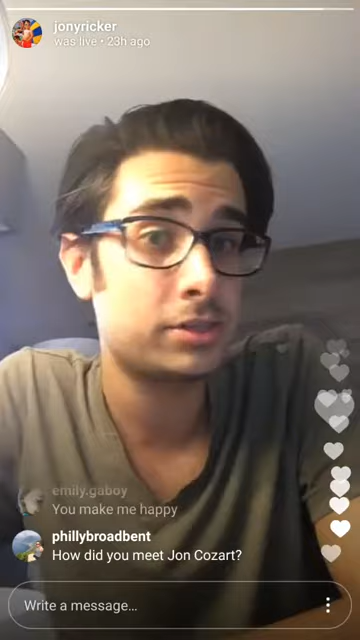 jonyricker
was live • 23h ago
emily.gaboy
You make me happy
phillybroadbent
How did you meet Jon Cozart?
Write a message...